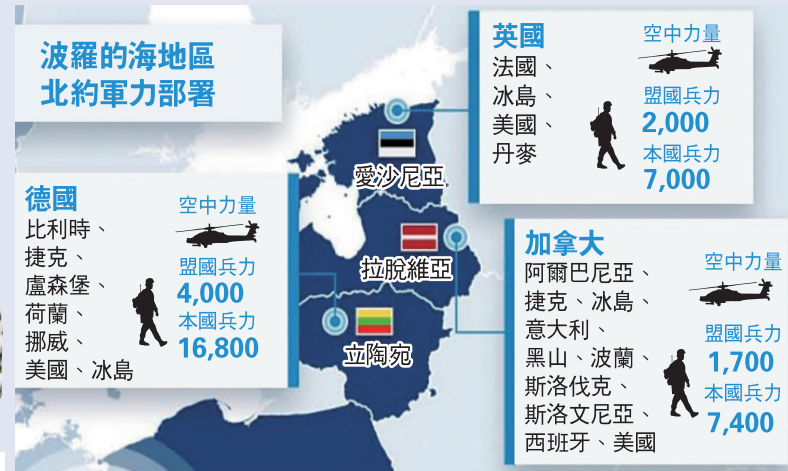 波羅的海地區
北約軍力部署
英國
法國、
冰島、
美國、
丹麥
空中力量
盟國兵力
2,000
本國兵力
7,000
愛沙尼亞
德國
比利時、
捷克、
盧森堡、
荷蘭、
挪威、
美國、冰島
空中力量
盟國兵力
4,000
本國兵力
16,800
拉脫維亞
立陶宛
加拿大
阿爾巴尼亞、
捷克、冰島、
意大利、
黑山、波蘭、
斯洛伐克、
斯洛文尼亞、
西班牙、美國
空中力量
盟國兵力
1,700
本國兵力
7,400